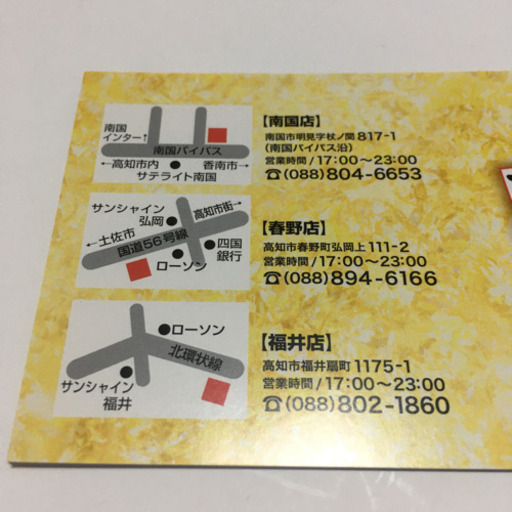 南国
インター↑
南国バイパス
←高知市内
香南市→
サテライト南国
【南国店】
南国市明見字杖ノ間 817-1
(南国バイパス沿)
営業時間/17:00〜23:00
☎(088)804-6653
サンシャイン
弘岡
高知市街→
←土佐市
国道56号線
四国
銀行
ローソン
【春野店】
高知市春野町弘岡上 111-2
営業時間/17:00〜23:00
☎(088)894-6166
ローソン
北環状線
サンシャイン
福井
【福井店】
高知市福井扇町 1175-1
営業時間/17:00〜23:00
☎(088)802-1860